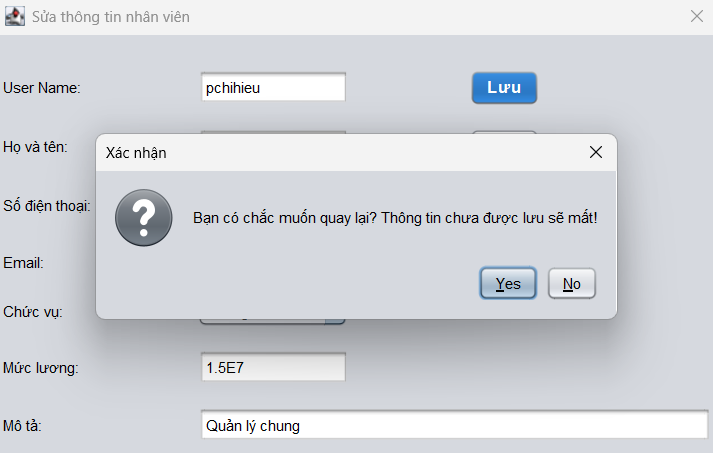 Sửa thông tin nhân viên
User Name:
pchihieu
Lưu
Họ và tên:
Xác nhận
Số điện thoại:
Bạn có chắc muốn quay lại? Thông tin chưa được lưu sẽ mất!
Email:
Yes
No
Chức vụ:
Mức lương:
1.5E7
Mô tả:
Quản lý chung